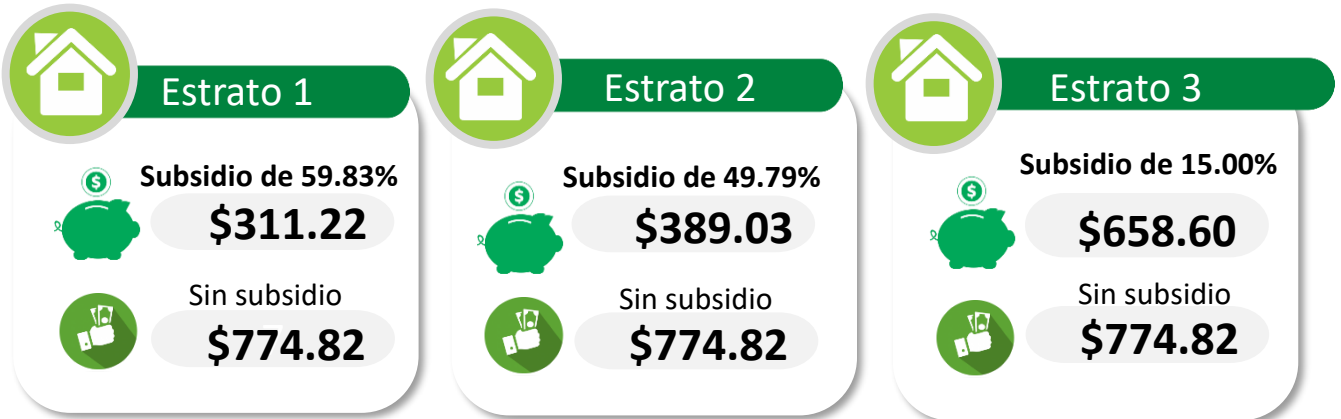 Estrato 1
Subsidio de 59.83%
$311.22
Sin subsidio
$774.82
Estrato 2
Subsidio de 49.79%
$389.03
Sin subsidio
$774.82
Estrato 3
Subsidio de 15.00%
$658.60
Sin subsidio
$774.82